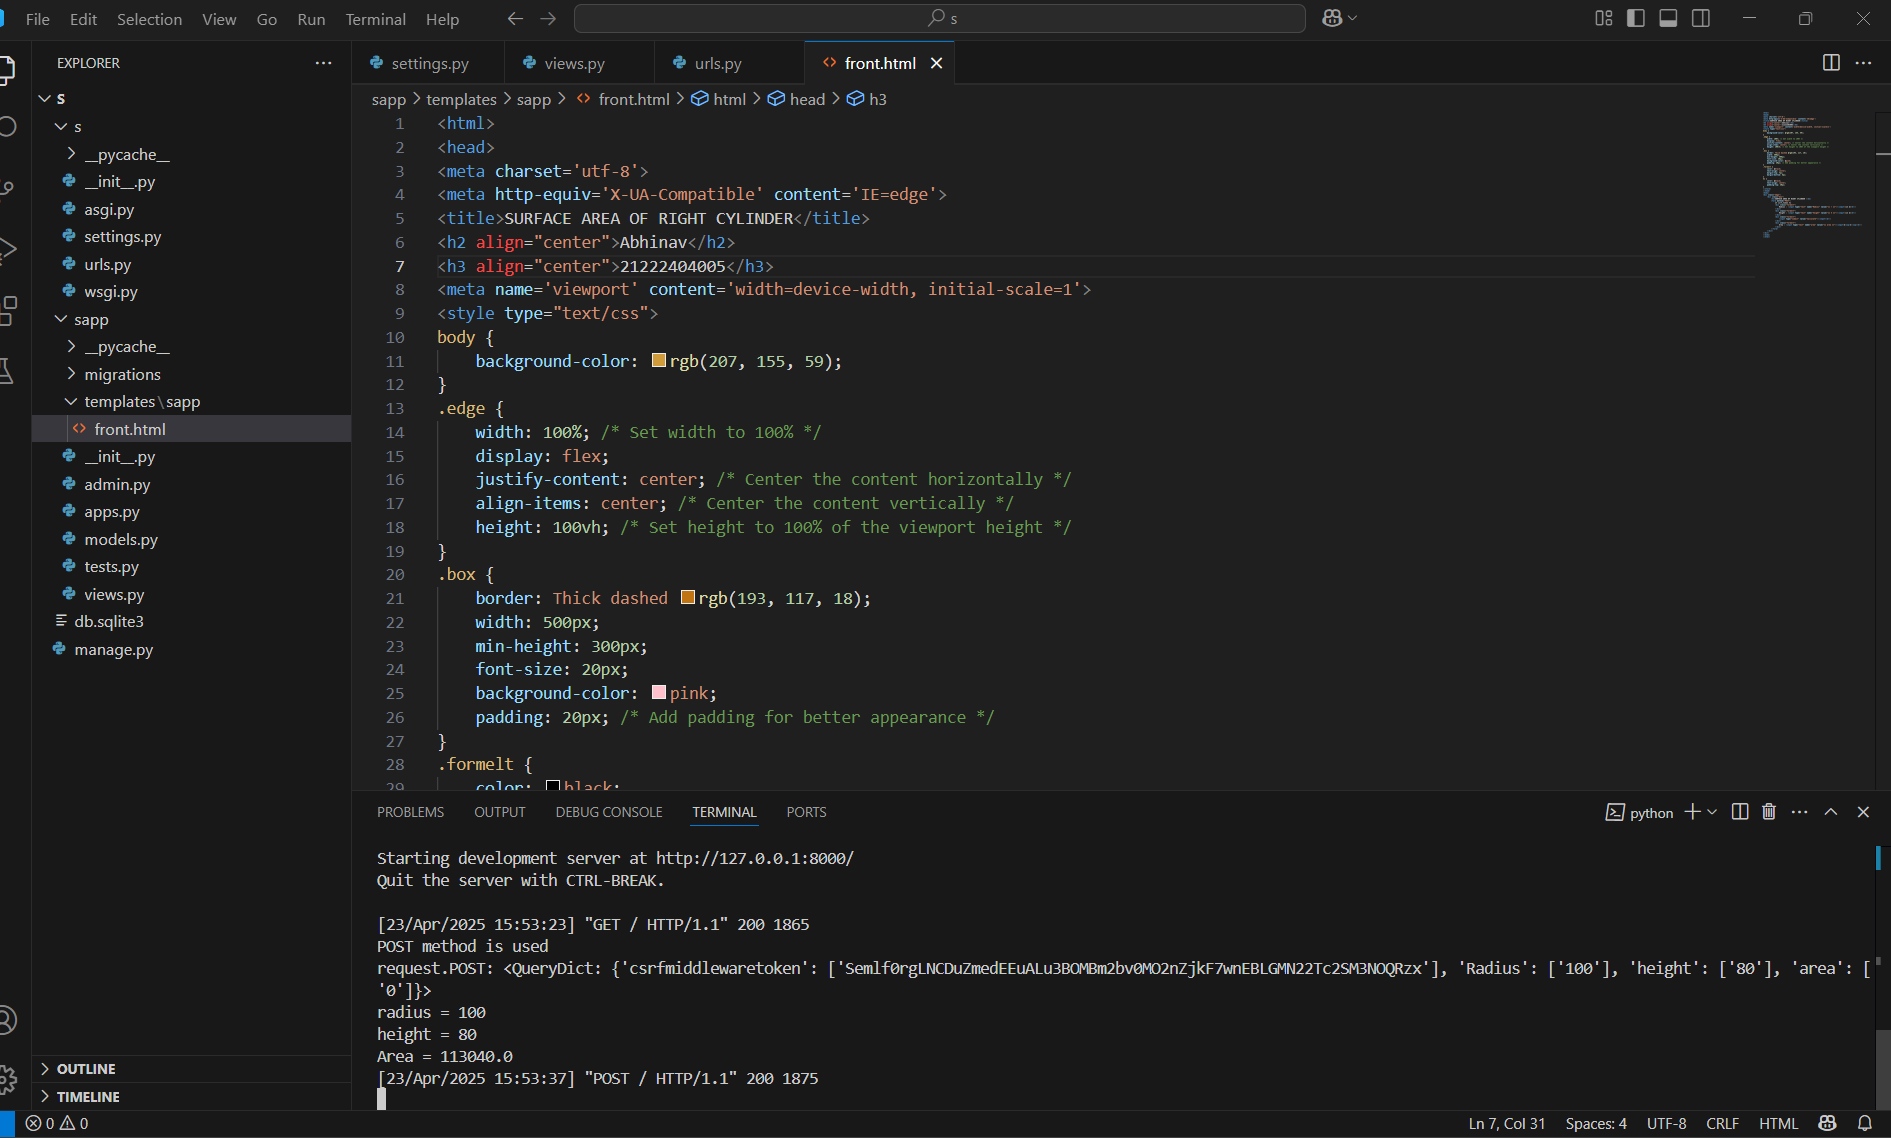 File Edit Selection View Go Run Terminal Help
s
EXPLORER
settings.py
views.py
urls.py
front.html
S
s
__pycache__
__init__.py
asgi.py
settings.py
urls.py
wsgi.py
sapp
__pycache__
migrations
templates\sapp
front.html
__init__.py
admin.py
apps.py
models.py
tests.py
views.py
db.sqlite3
manage.py
OUTLINE
TIMELINE
sapp > templates > sapp > front.html > html > head > h3
1 <html>
2 <head>
3 <meta charset='utf-8'>
4 <meta http-equiv='X-UA-Compatible' content='IE=edge'>
5 <title>SURFACE AREA OF RIGHT CYLINDER</title>
6 <h2 align="center">Abhinav</h2>
7 <h3 align="center">21222404005</h3>
8 <meta name='viewport' content='width=device-width, initial-scale=1'>
9 <style type="text/css">
10 body {
11 background-color: rgb(207, 155, 59);
12 }
13 .edge {
14 width: 100%; /* Set width to 100% */
15 display: flex;
16 justify-content: center; /* Center the content horizontally */
17 align-items: center; /* Center the content vertically */
18 height: 100vh; /* Set height to 100% of the viewport height */
19 }
20 .box {
21 border: Thick dashed rgb(193, 117, 18);
22 width: 500px;
23 min-height: 300px;
24 font-size: 20px;
25 background-color: pink;
26 padding: 20px; /* Add padding for better appearance */
27 }
28 .formelt {
29 color: black;
PROBLEMS OUTPUT DEBUG CONSOLE TERMINAL PORTS
python
Starting development server at http://127.0.0.1:8000/
Quit the server with CTRL-BREAK.
[23/Apr/2025 15:53:23] "GET / HTTP/1.1" 200 1865
POST method is used
request.POST: <QueryDict: {'csrfmiddlewaretoken': ['Semlf0rgLNCDuZmedEEuALu3BOMBm2bv0MO2nZjkF7wnEBLGMN22Tc2SM3NOQRzx'], 'Radius': ['100'], 'height': ['80'], 'area': [
'0']}>
radius = 100
height = 80
Area = 113040.0
[23/Apr/2025 15:53:37] "POST / HTTP/1.1" 200 1875
0 0
Ln 7, Col 31 Spaces: 4 UTF-8 CRLF HTML